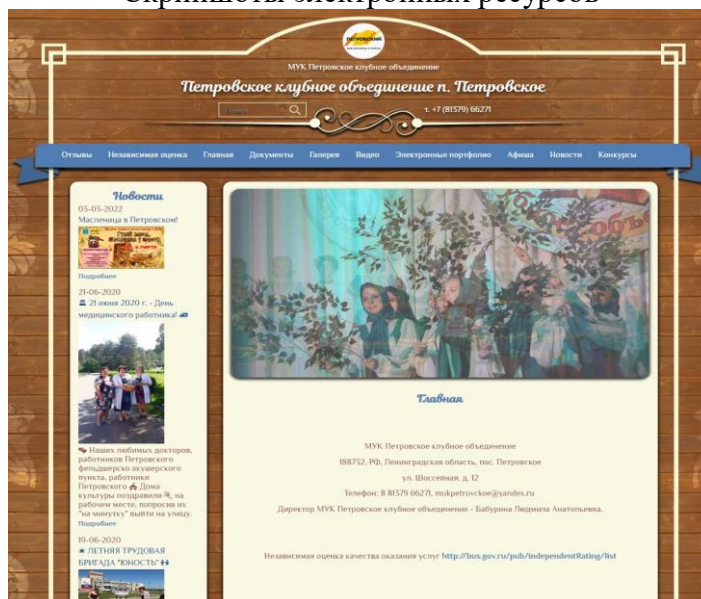 Скриншоты электронных ресурсов
ПЕТРОВСКИЙ
МУК Петровское клубное объединение
Петровское клубное объединение п. Петровское
т. +7 (81379) 66271
Отзывы Независимая оценка Главная Документы Галерея Видео Электронные портфолио Афиша Новости Конкурсы
Новости
03-03-2022
Масленица в Петровском!
Подробнее
21-06-2020
21 июня 2020 г. - День
медицинского работника!
Наших любимых докторов,
работников Петровского
фельдшерско акушерского
пункта, работники
Петровского Дома
культуры поздравили на
рабочем месте, попросив их
"на минутку" выйти на улицу.
Подробнее
19-06-2020
★ ЛЕТНЯЯ ТРУДОВАЯ
БРИГАДА "ЮНОСТЬ"
Главная
МУК Петровское клубное объединение
188732, РФ, Ленинградская область, пос. Петровское
ул. Шоссейная, д. 12
Телефон: 8 81379 66271, mukpetrovckoe@yandex.ru
Директор МУК Петровское клубное объединение - Бабурина Людмила Анатольевна.
Независимая оценка качества оказания услуг http://bus.gov.ru/pub/independentRating/list